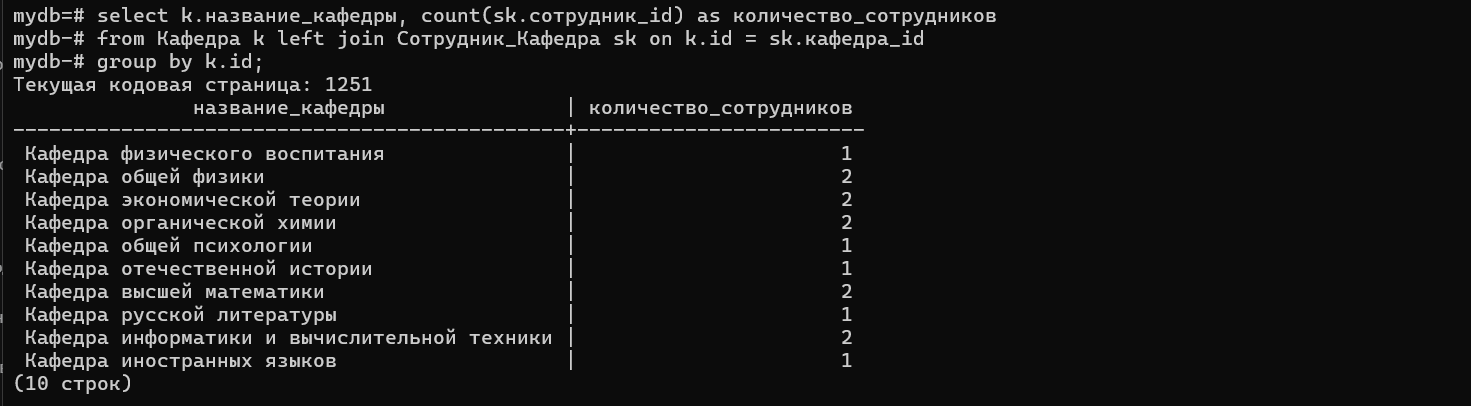 mydb=# select k.название_кафедры, count(sk.сотрудник_id) as количество_сотрудников
mydb-# from Кафедра k left join Сотрудник_Кафедра sk on k.id = sk.кафедра_id
mydb-# group by k.id;
Текущая кодовая страница: 1251
название_кафедры | количество_сотрудников
----------------------------------------------+------------------------
Кафедра физического воспитания | 1
Кафедра общей физики | 2
Кафедра экономической теории | 2
Кафедра органической химии | 2
Кафедра общей психологии | 1
Кафедра отечественной истории | 1
Кафедра высшей математики | 2
Кафедра русской литературы | 1
Кафедра информатики и вычислительной техники | 2
Кафедра иностранных языков | 1
(10 строк)